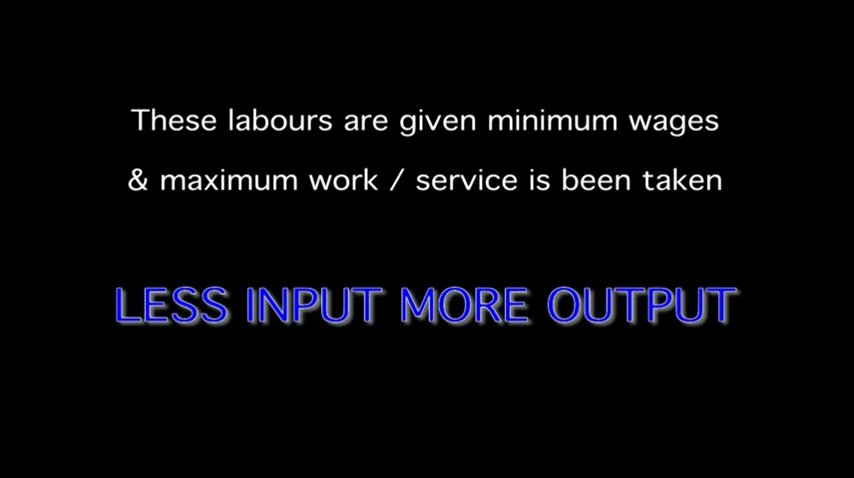 These labours are given minimum wages
& maximum work / service is been taken
LESS INPUT MORE OUTPUT